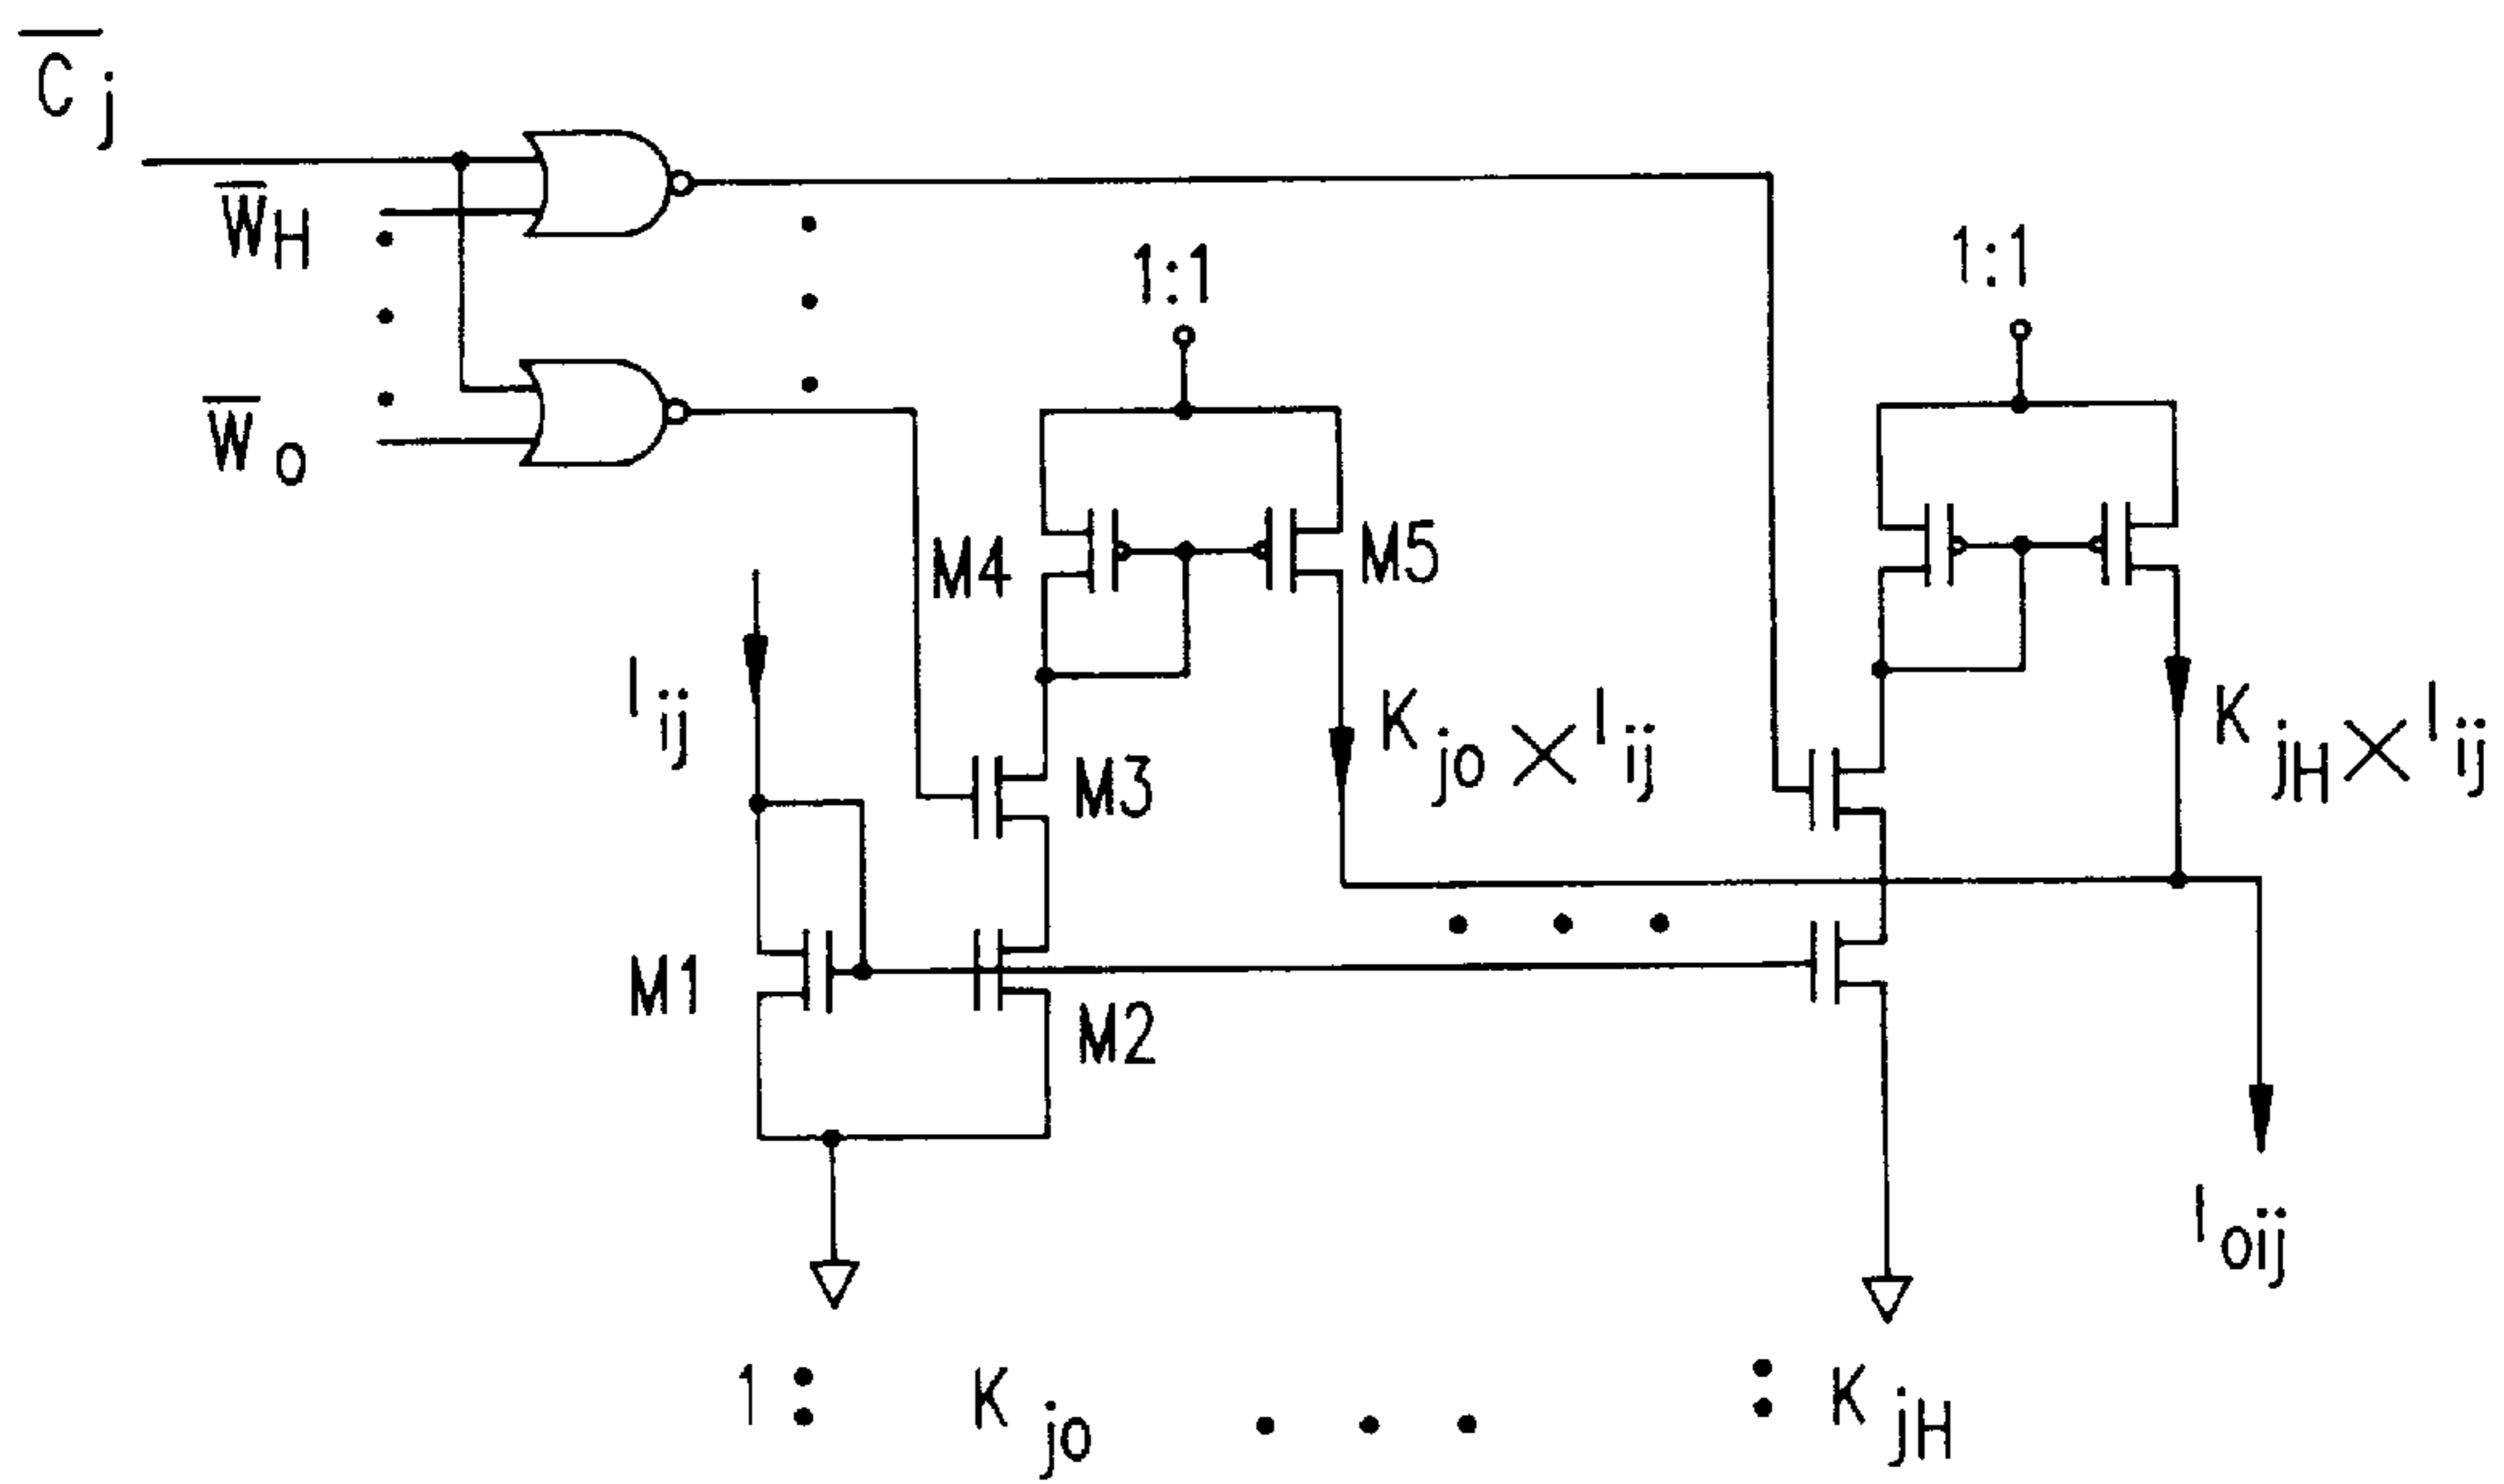 C̅j
W̅H
W̅o
1:1
1:1
M4
M5
Iij
M3
Kjo×Iij
KjH×Iij
M1
M2
Ioij
1: Kjo . . . : KjH